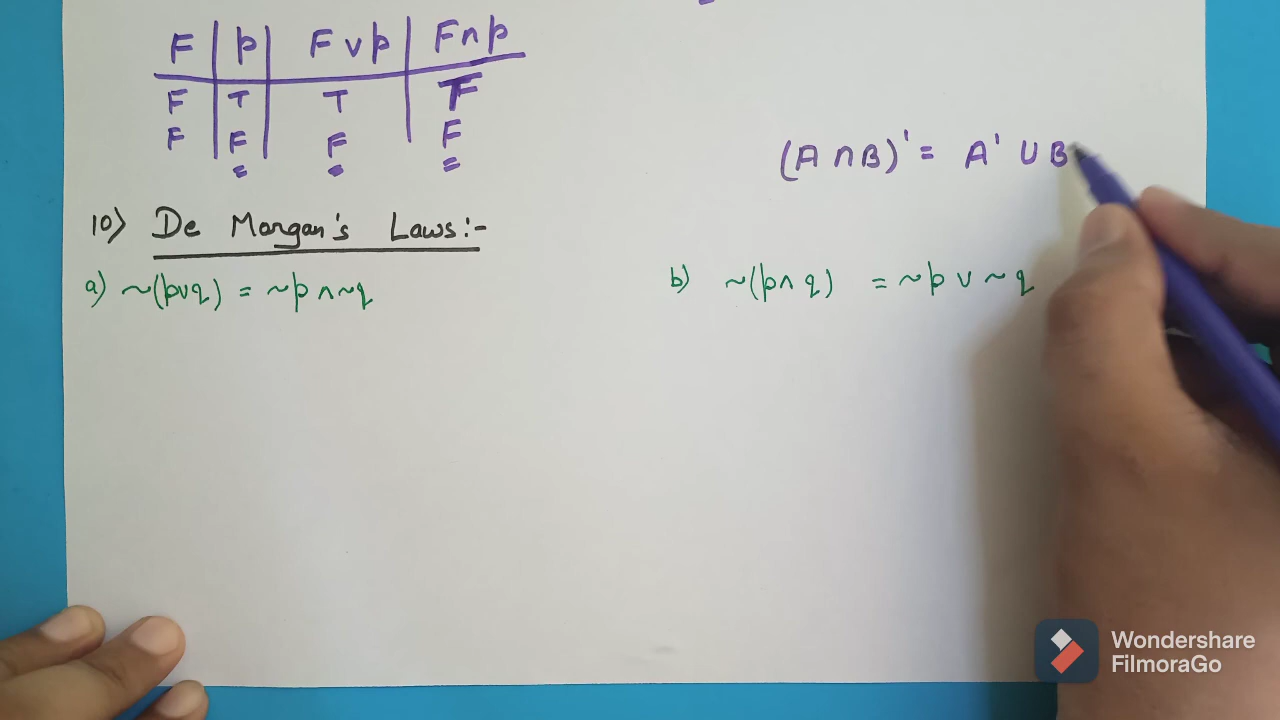 F p F ∨ p F ∧ p
F T T F
F F F F
(A ∩ B)' = A' ∪ B
10) De Morgan's Laws:-
a) ~(p∨q) = ~p ∧ ~q
b) ~(p∧ q) = ~p ∨ ~q
Wondershare
FilmoraGo